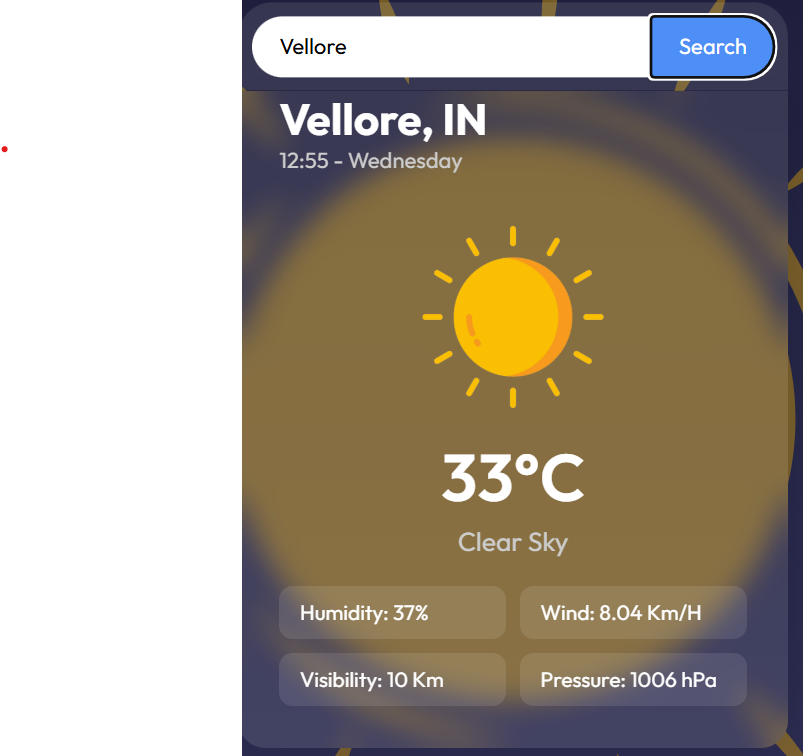 Vellore
Search
Vellore, IN
12:55 - Wednesday
33°C
Clear Sky
Humidity: 37%
Wind: 8.04 Km/H
Visibility: 10 Km
Pressure: 1006 hPa